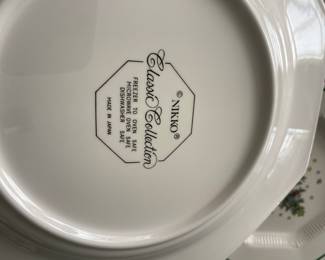 © NIKKO®
Classic Collection
FREEZER TO OVEN SAFE
MICROWAVE OVEN SAFE
DISHWASHER SAFE
MADE IN JAPAN